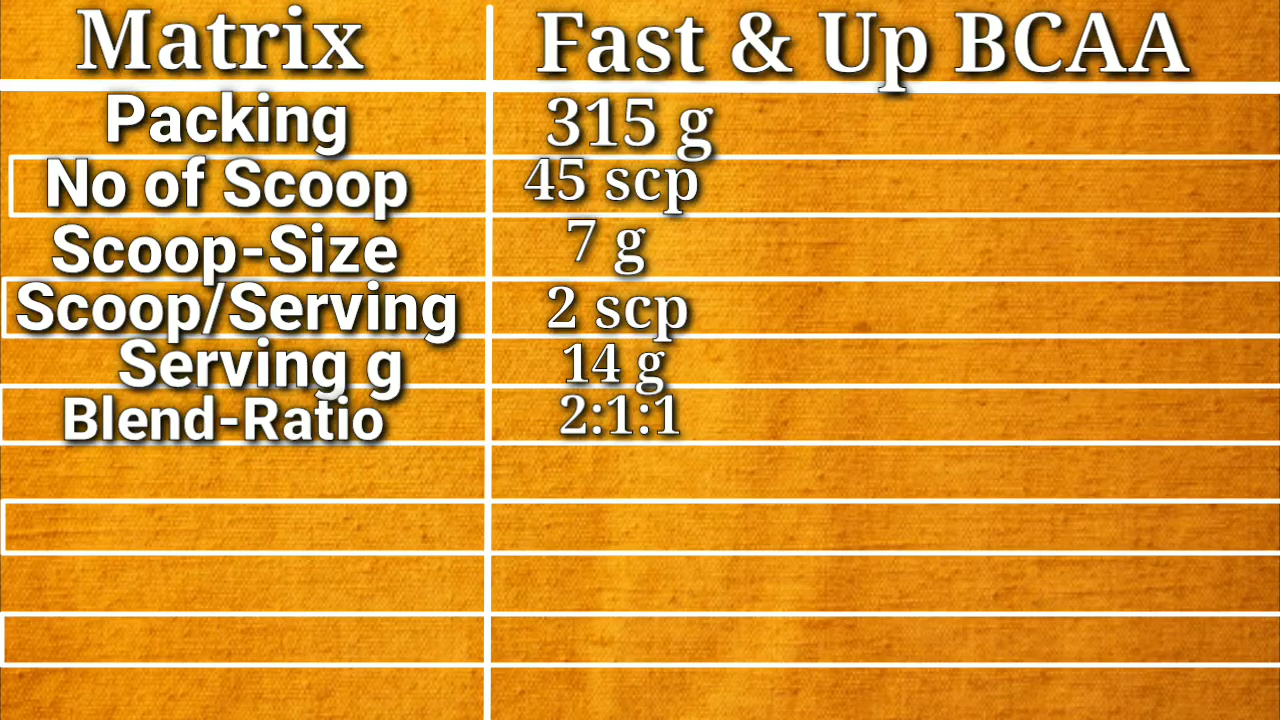 Matrix Fast & Up BCAA
Packing 315 g
No of Scoop 45 scp
Scoop-Size 7 g
Scoop/Serving 2 scp
Serving g 14 g
Blend-Ratio 2:1:1